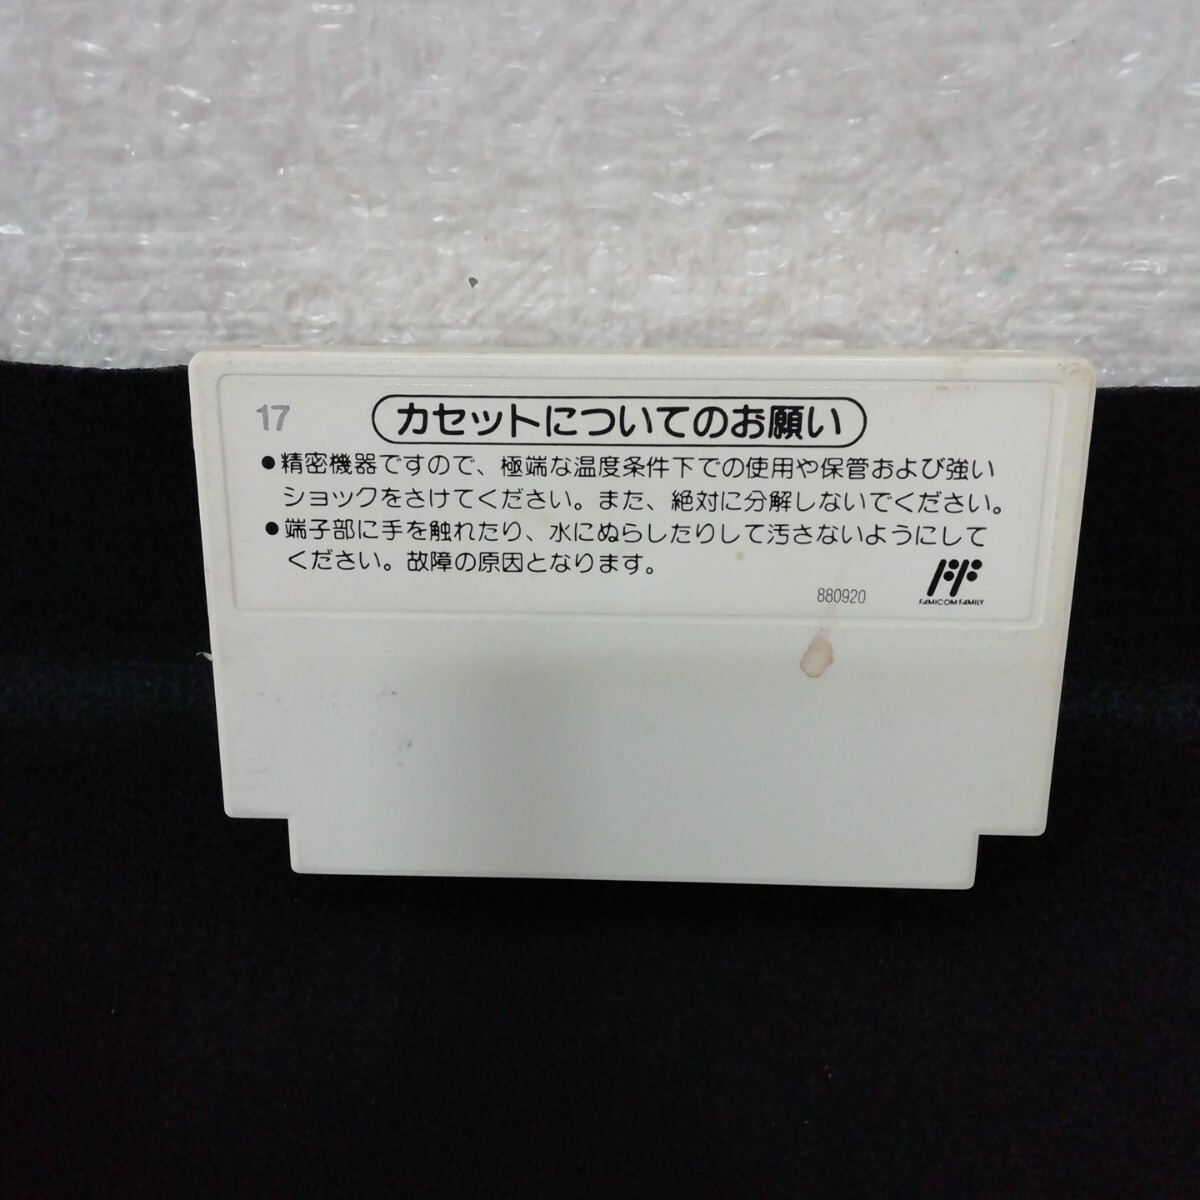 17
カセットについてのお願い
●精密機器ですので、極端な温度条件下での使用や保管および強い
ショックをさけてください。また、絶対に分解しないでください。
●端子部に手を触れたり、水にぬらしたりして汚さないようにして
ください。故障の原因となります。
880920
FF
FAMICOM FAMILY